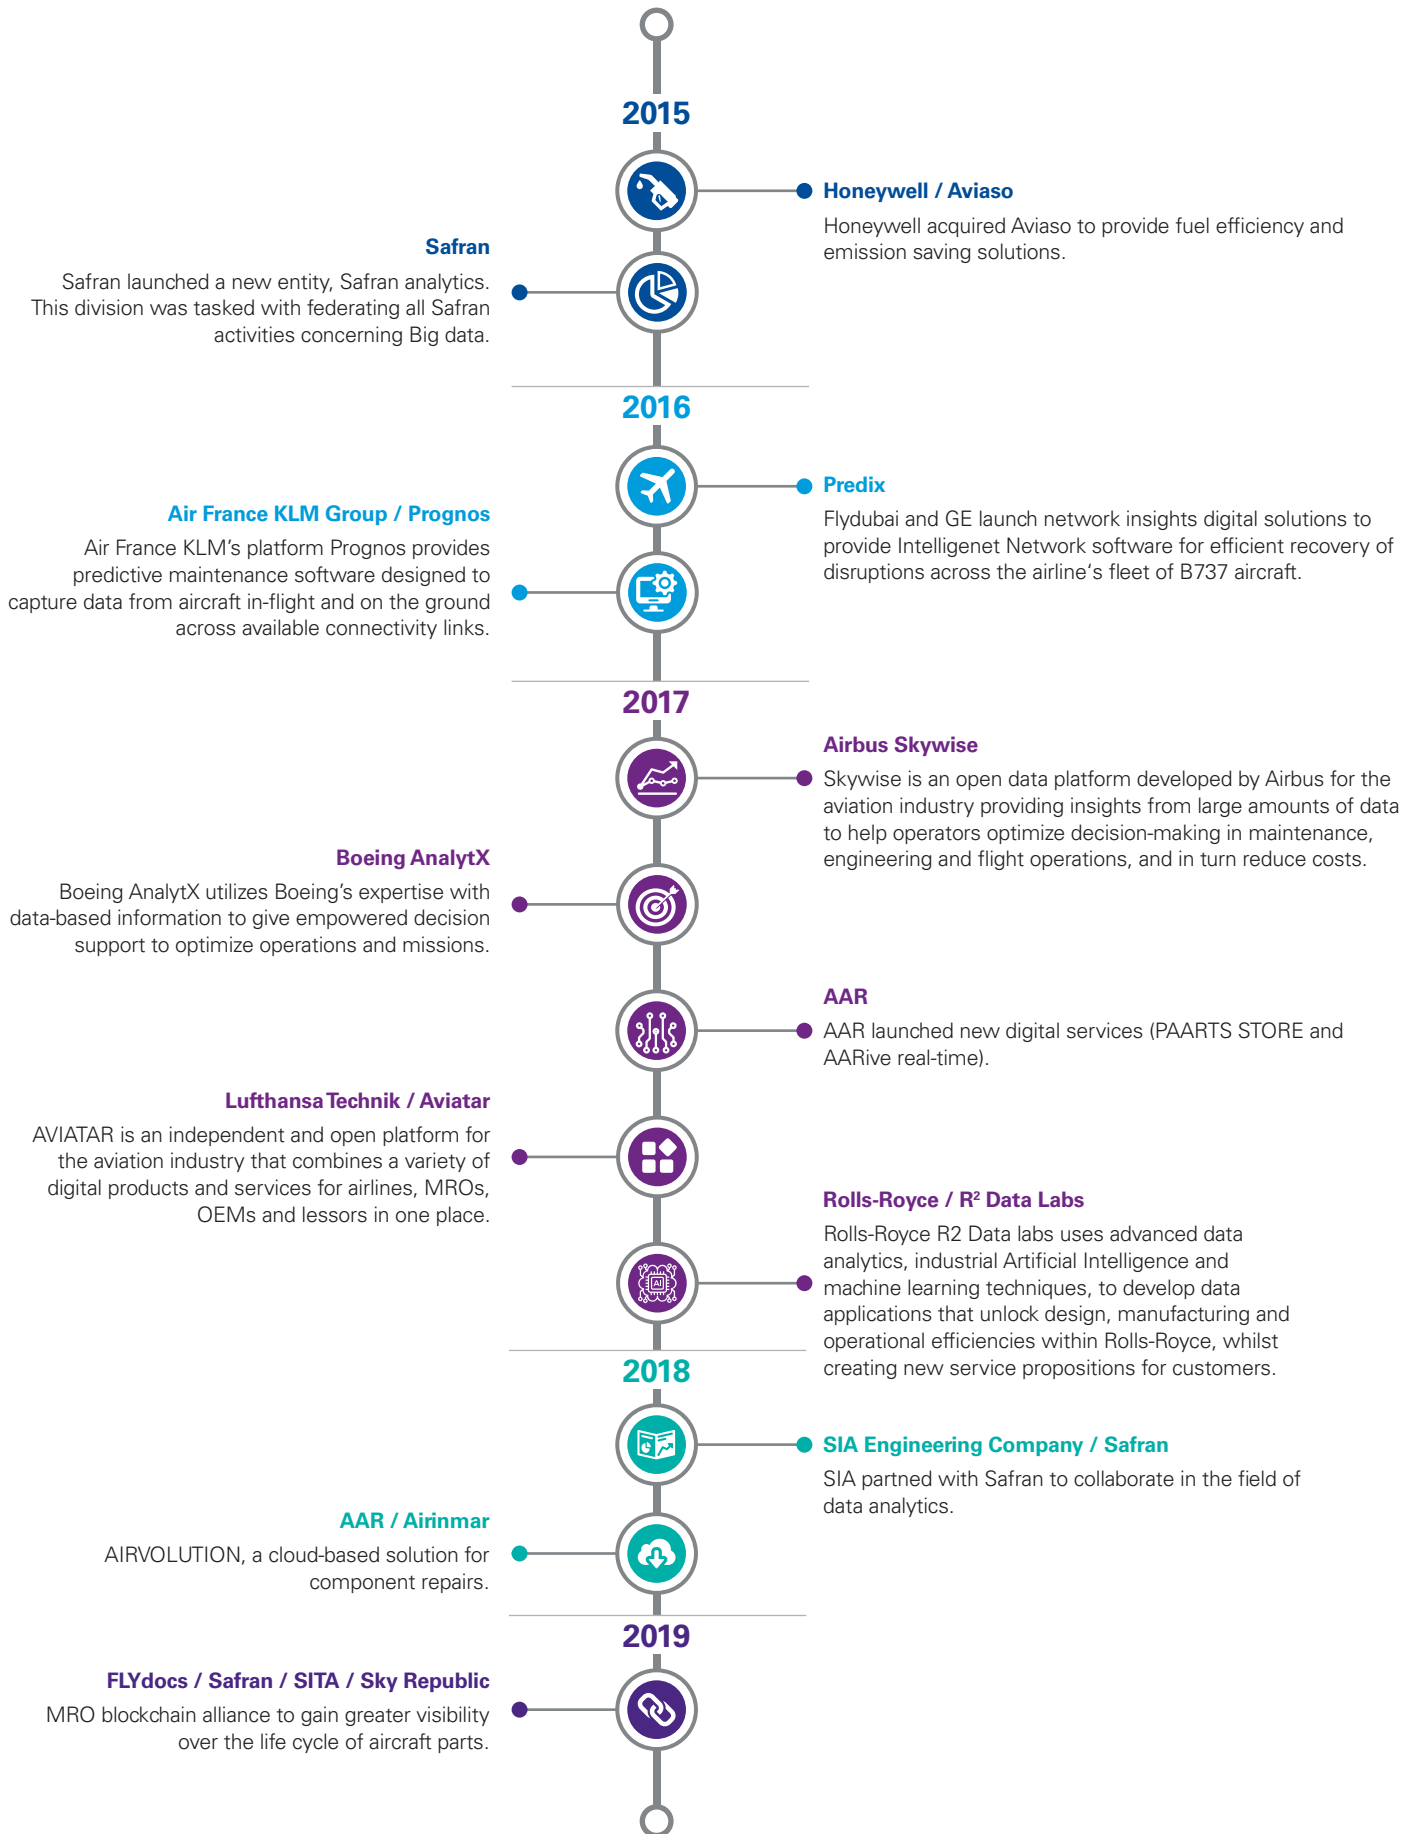 2015
Honeywell / Aviaso
Honeywell acquired Aviaso to provide fuel efficiency and
emission saving solutions.
Safran
Safran launched a new entity, Safran analytics.
This division was tasked with federating all Safran
activities concerning Big data.
2016
Predix
Flydubai and GE launch network insights digital solutions to
provide Intelligenet Network software for efficient recovery of
disruptions across the airline‘s fleet of B737 aircraft.
Air France KLM Group / Prognos
Air France KLM’s platform Prognos provides
predictive maintenance software designed to
capture data from aircraft in-flight and on the ground
across available connectivity links.
2017
Airbus Skywise
Skywise is an open data platform developed by Airbus for the
aviation industry providing insights from large amounts of data
to help operators optimize decision-making in maintenance,
engineering and flight operations, and in turn reduce costs.
Boeing AnalytX
Boeing AnalytX utilizes Boeing’s expertise with
data-based information to give empowered decision
support to optimize operations and missions.
AAR
AAR launched new digital services (PAARTS STORE and
AARive real-time).
Lufthansa Technik / Aviatar
AVIATAR is an independent and open platform for
the aviation industry that combines a variety of
digital products and services for airlines, MROs,
OEMs and lessors in one place.
Rolls-Royce / R² Data Labs
Rolls-Royce R2 Data labs uses advanced data
analytics, industrial Artificial Intelligence and
machine learning techniques, to develop data
applications that unlock design, manufacturing and
operational efficiencies within Rolls-Royce, whilst
creating new service propositions for customers.
AI
2018
SIA Engineering Company / Safran
SIA partned with Safran to collaborate in the field of
data analytics.
AAR / Airinmar
AIRVOLUTION, a cloud-based solution for
component repairs.
2019
FLYdocs / Safran / SITA / Sky Republic
MRO blockchain alliance to gain greater visibility
over the life cycle of aircraft parts.